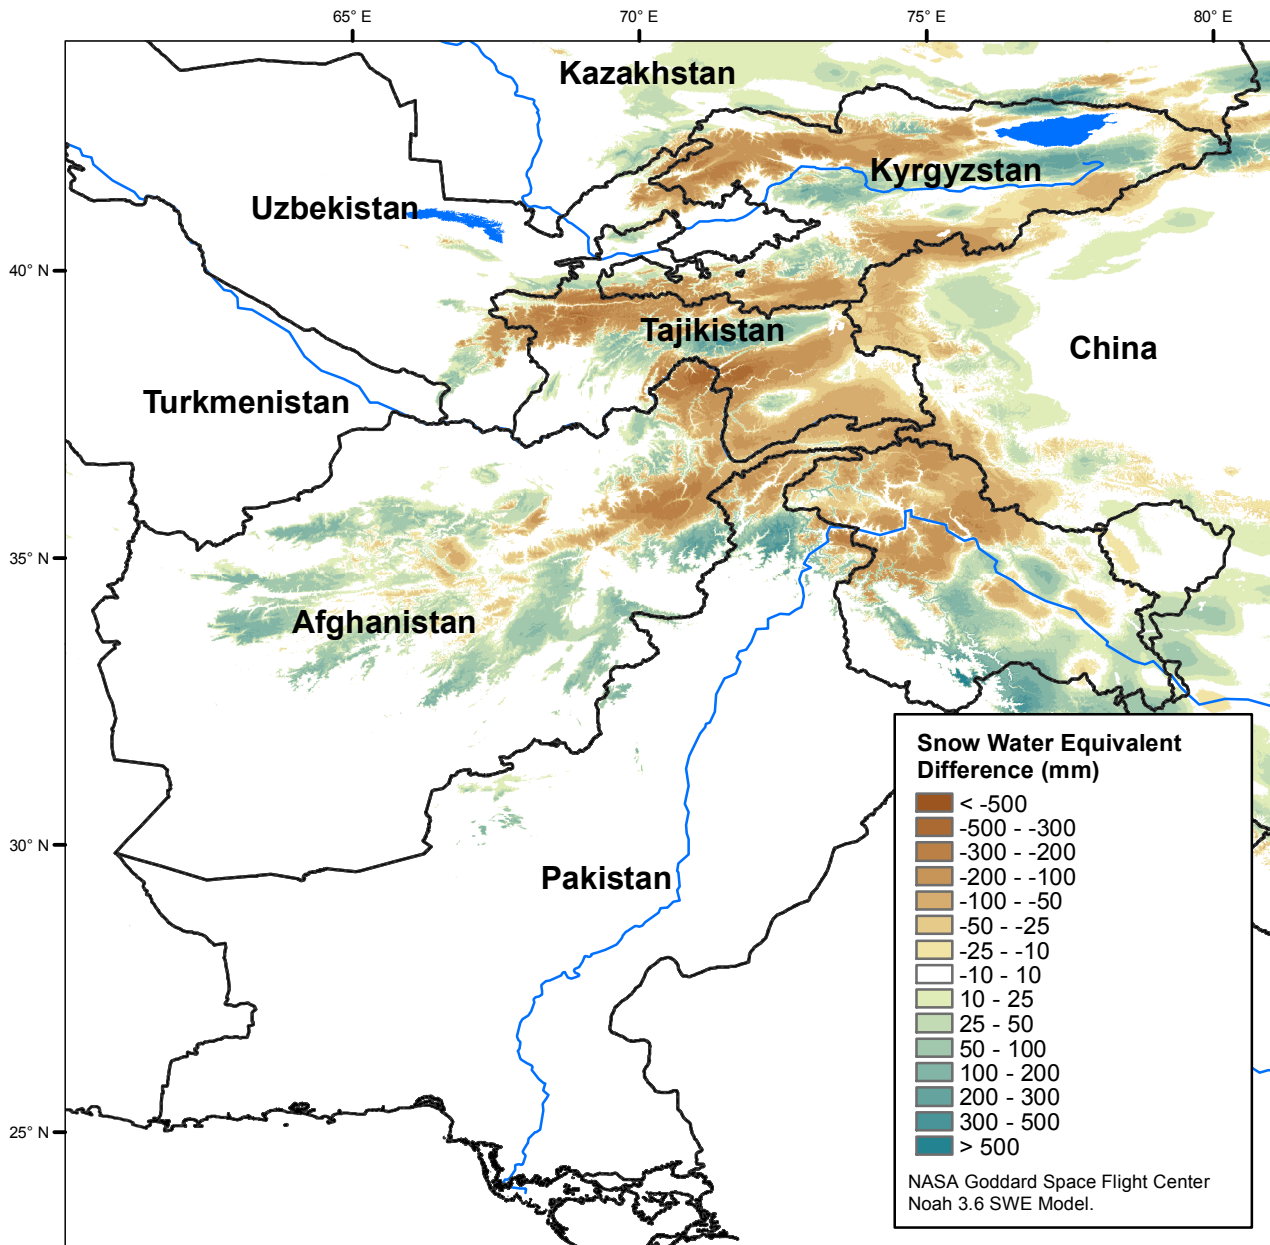 65° E
70° E
75° E
80° E
Kazakhstan
Kyrgyzstan
Uzbekistan
40° N
Tajikistan
China
Turkmenistan
35° N
Afghanistan
30° N
Pakistan
25° N
Snow Water Equivalent
Difference (mm)
< -500
-500 - -300
-300 - -200
-200 - -100
-100 - -50
-50 - -25
-25 - -10
-10 - 10
10 - 25
25 - 50
50 - 100
100 - 200
200 - 300
300 - 500
> 500
NASA Goddard Space Flight Center
Noah 3.6 SWE Model.